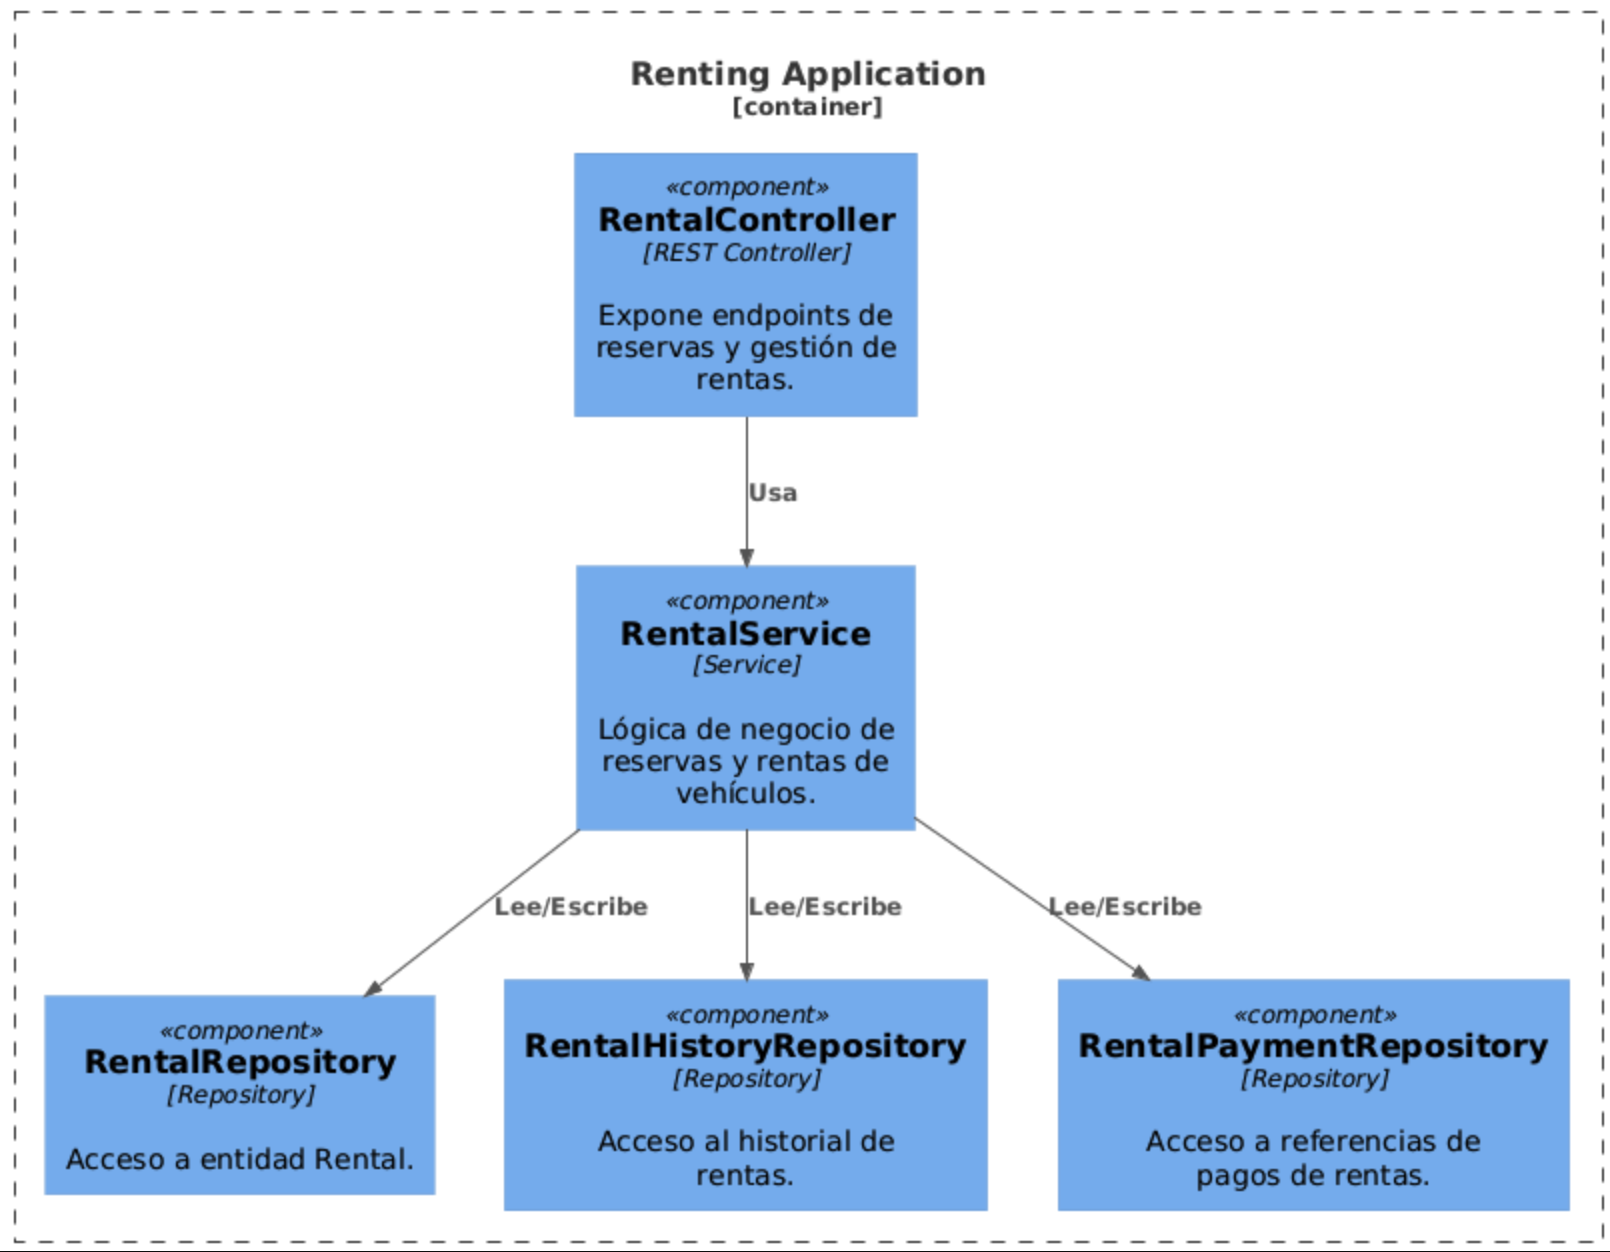 Renting Application
[container]
«component»
RentalController
[REST Controller]
Expone endpoints de
reservas y gestión de
rentas.
Usa
«component»
RentalService
[Service]
Lógica de negocio de
reservas y rentas de
vehículos.
Lee/Escribe
Lee/Escribe
Lee/Escribe
«component»
RentalRepository
[Repository]
Acceso a entidad Rental.
«component»
RentalHistoryRepository
[Repository]
Acceso al historial de
rentas.
«component»
RentalPaymentRepository
[Repository]
Acceso a referencias de
pagos de rentas.